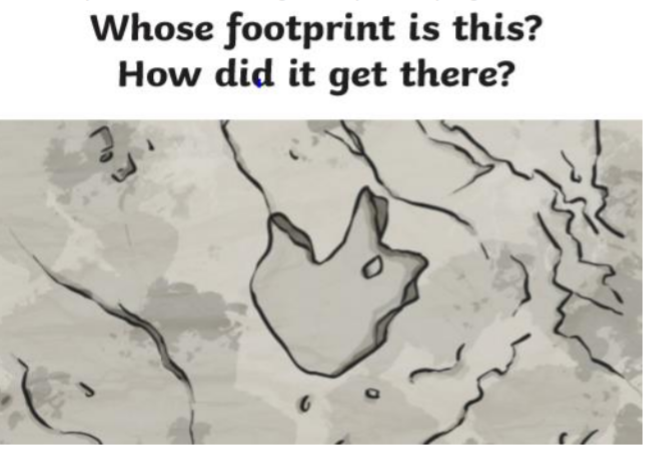 Whose footprint is this?
How did it get there?